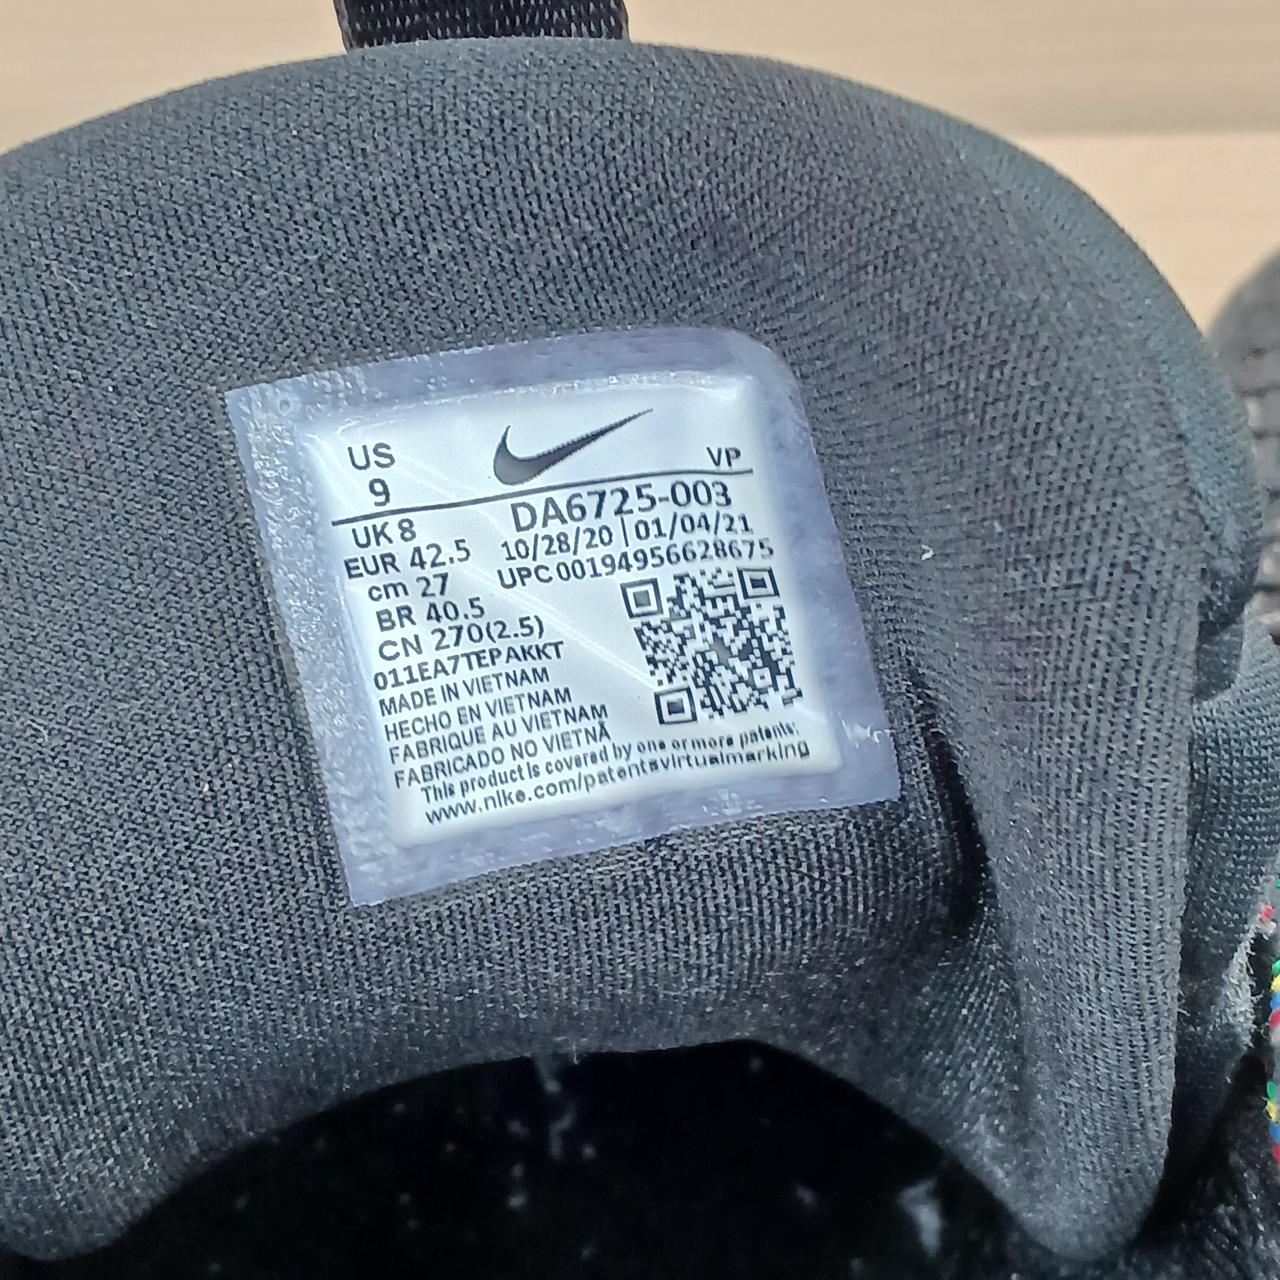 US
9
VP
UK 8
DA6725-003
EUR 42.5
10/28/20 | 01/04/21
cm 27
UPC 00194956628675
BR 40.5
CN 270(2.5)
011EA7TEPAKKT
MADE IN VIETNAM
HECHO EN VIETNAM
FABRIQUE AU VIETNAM
FABRICADO NO VIETNÃ
This product is covered by one or more patents:
www.nike.com/patentsvirtualmarking